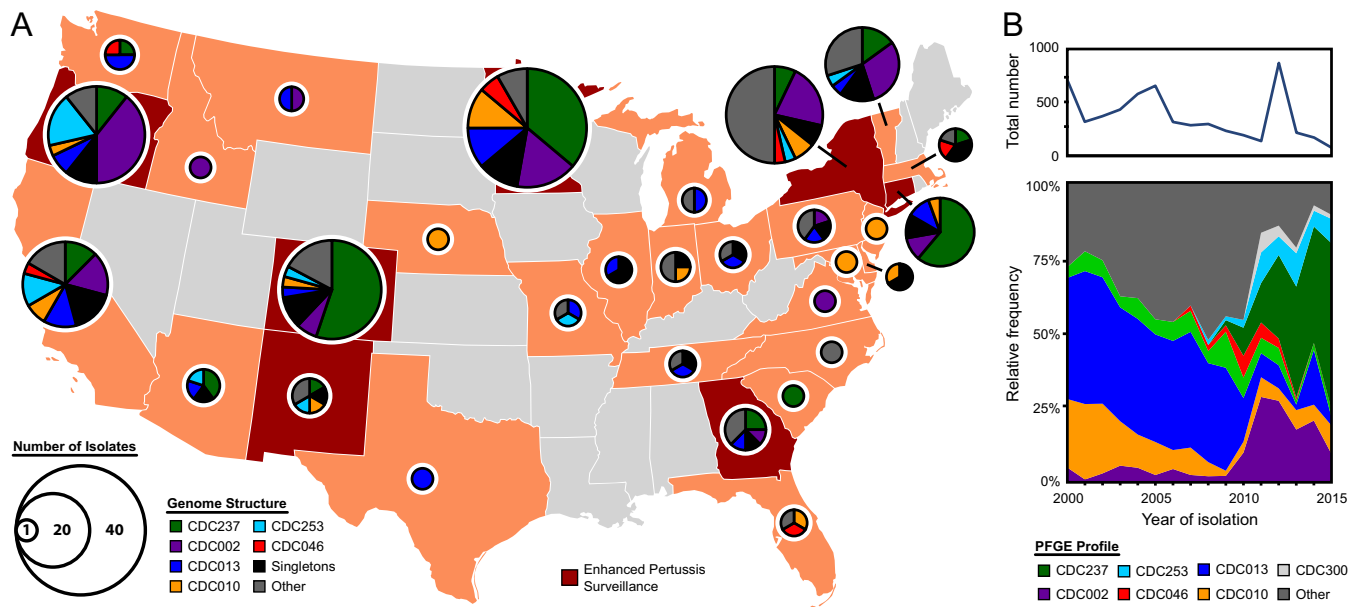 A
Number of Isolates
1 20 40
Genome Structure
CDC237
CDC002
CDC013
CDC010
CDC253
CDC046
Singletons
Other
Enhanced Pertussis
Surveillance
B
Total number
1000
500
0
Relative frequency
100%
75%
50%
25%
0%
2000 2005 2010 2015
Year of isolation
PFGE Profile
CDC237 CDC253 CDC013 CDC300
CDC002 CDC046 CDC010 Other